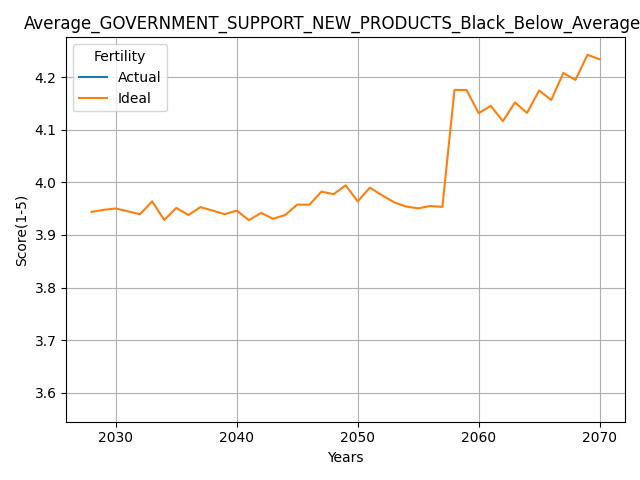 Average_GOVERNMENT_SUPPORT_NEW_PRODUCTS_Black_Below_Average
Fertility
Actual
Ideal
4.2
4.1
4.0
3.9
3.8
3.7
3.6
Score(1-5)
2030 2040 2050 2060 2070
Years